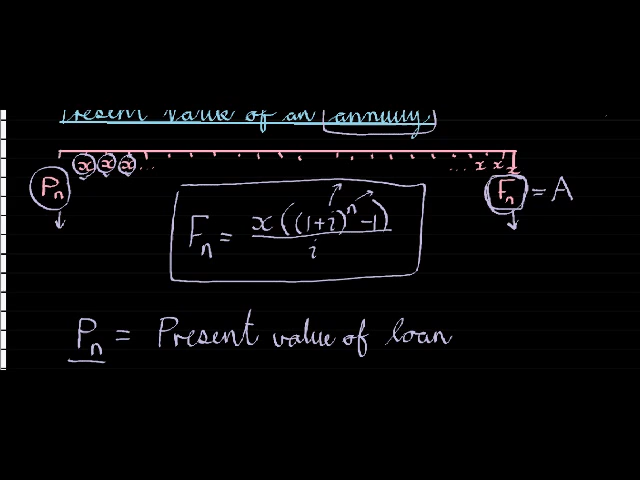 Present Value of an annuity
x x x ... ... x x x
Pn Fn = A
Fn = x((1+i)^n -1) / i
Pn = Present value of loan